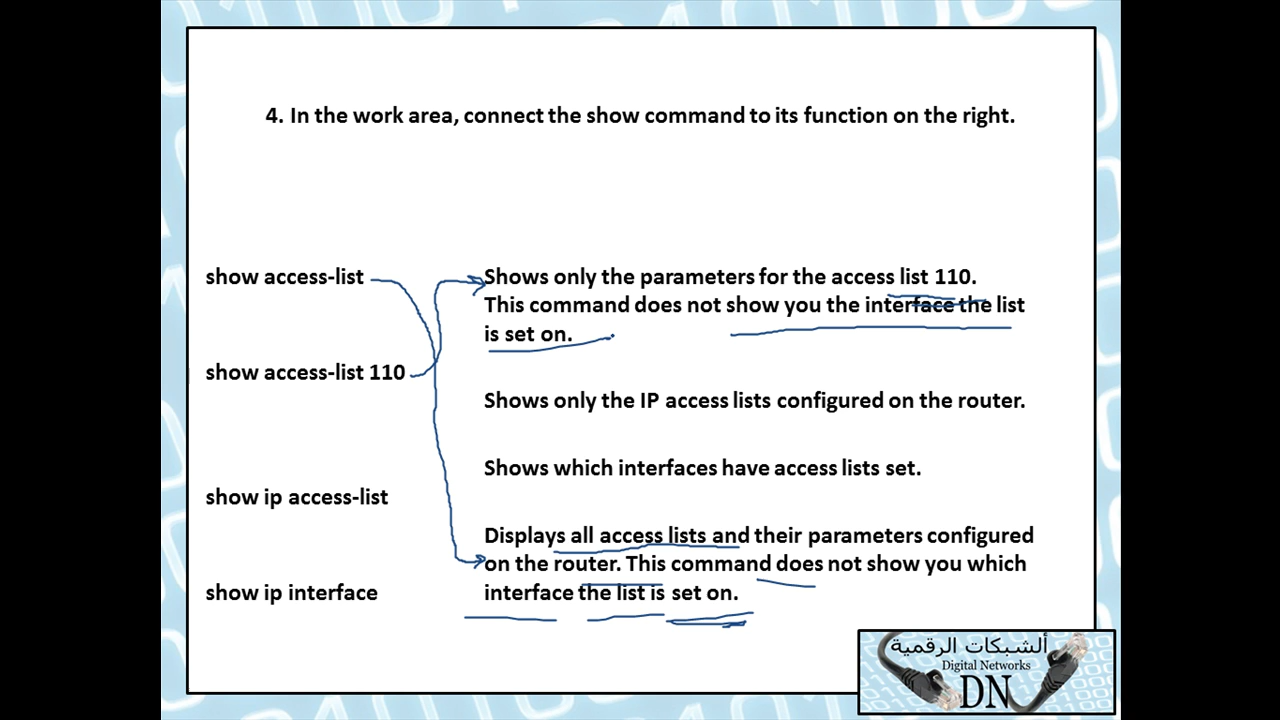 4. In the work area, connect the show command to its function on the right.
show access-list
show access-list 110
show ip access-list
show ip interface
Shows only the parameters for the access list 110.
This command does not show you the interface the list
is set on.
Shows only the IP access lists configured on the router.
Shows which interfaces have access lists set.
Displays all access lists and their parameters configured
on the router. This command does not show you which
interface the list is set on.
ألشبكات الرقمية
Digital Networks
DN